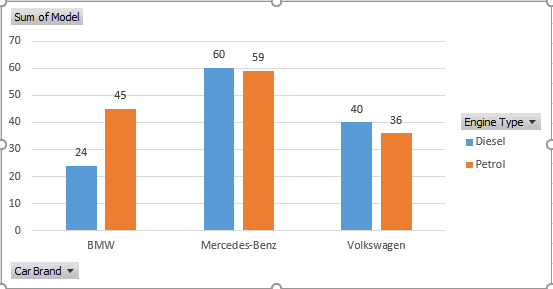 Sum of Model
70
60
50
40
30
20
10
0
24
45
60
59
40
36
BMW
Mercedes-Benz
Volkswagen
Engine Type
Diesel
Petrol
Car Brand